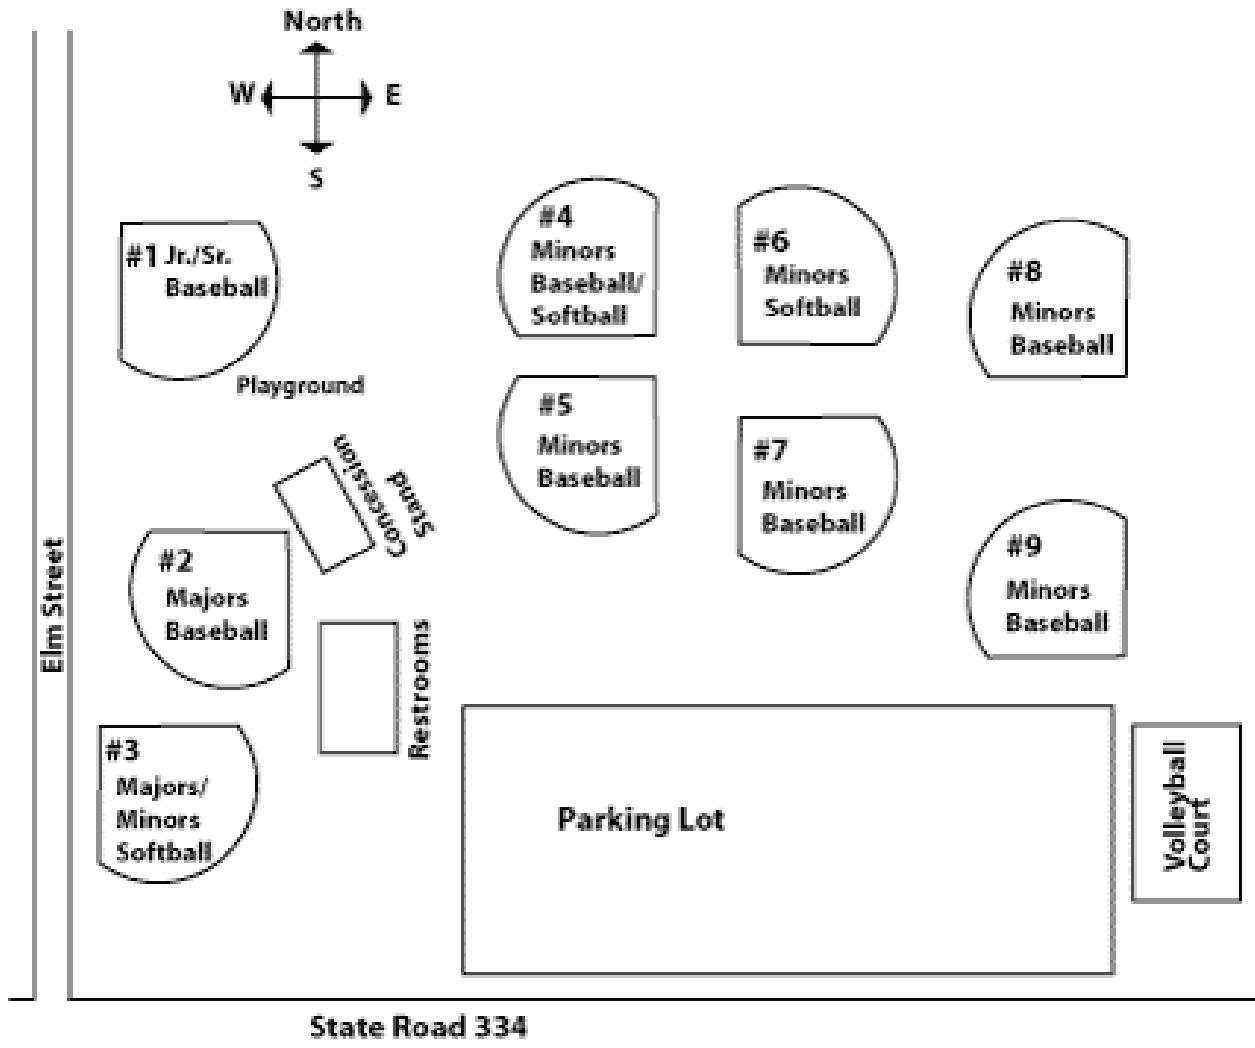 North
W E
S
#1 Jr./Sr.
Baseball
#4
Minors
Baseball/
Softball
#6
Minors
Softball
#8
Minors
Baseball
Playground
#5
Minors
Baseball
#7
Minors
Baseball
Concession
Stand
#2
Majors
Baseball
#9
Minors
Baseball
Elm Street
Restrooms
#3
Majors/
Minors
Softball
Parking Lot
Volleyball
Court
State Road 334